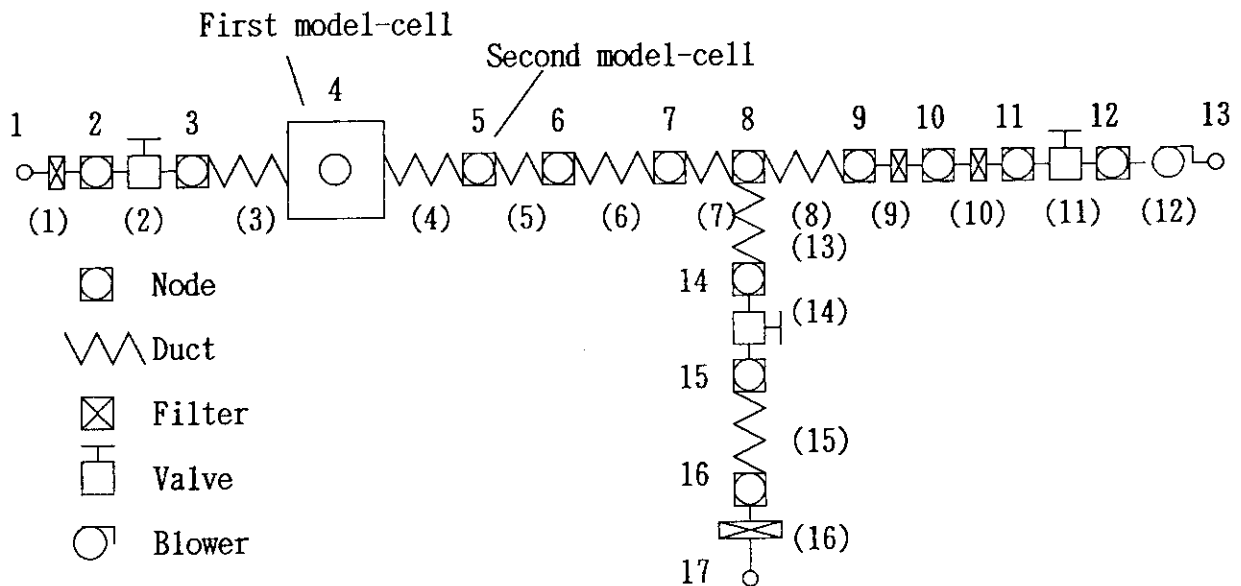 First model-cell
Second model-cell
1 2 3 4 5 6 7 8 9 10 11 12 13
(1) (2) (3) (4) (5) (6) (7) (8) (9) (10) (11) (12)
(13)
Node 14 (14)
Duct 15
Filter (15)
Valve 16
Blower (16)
17